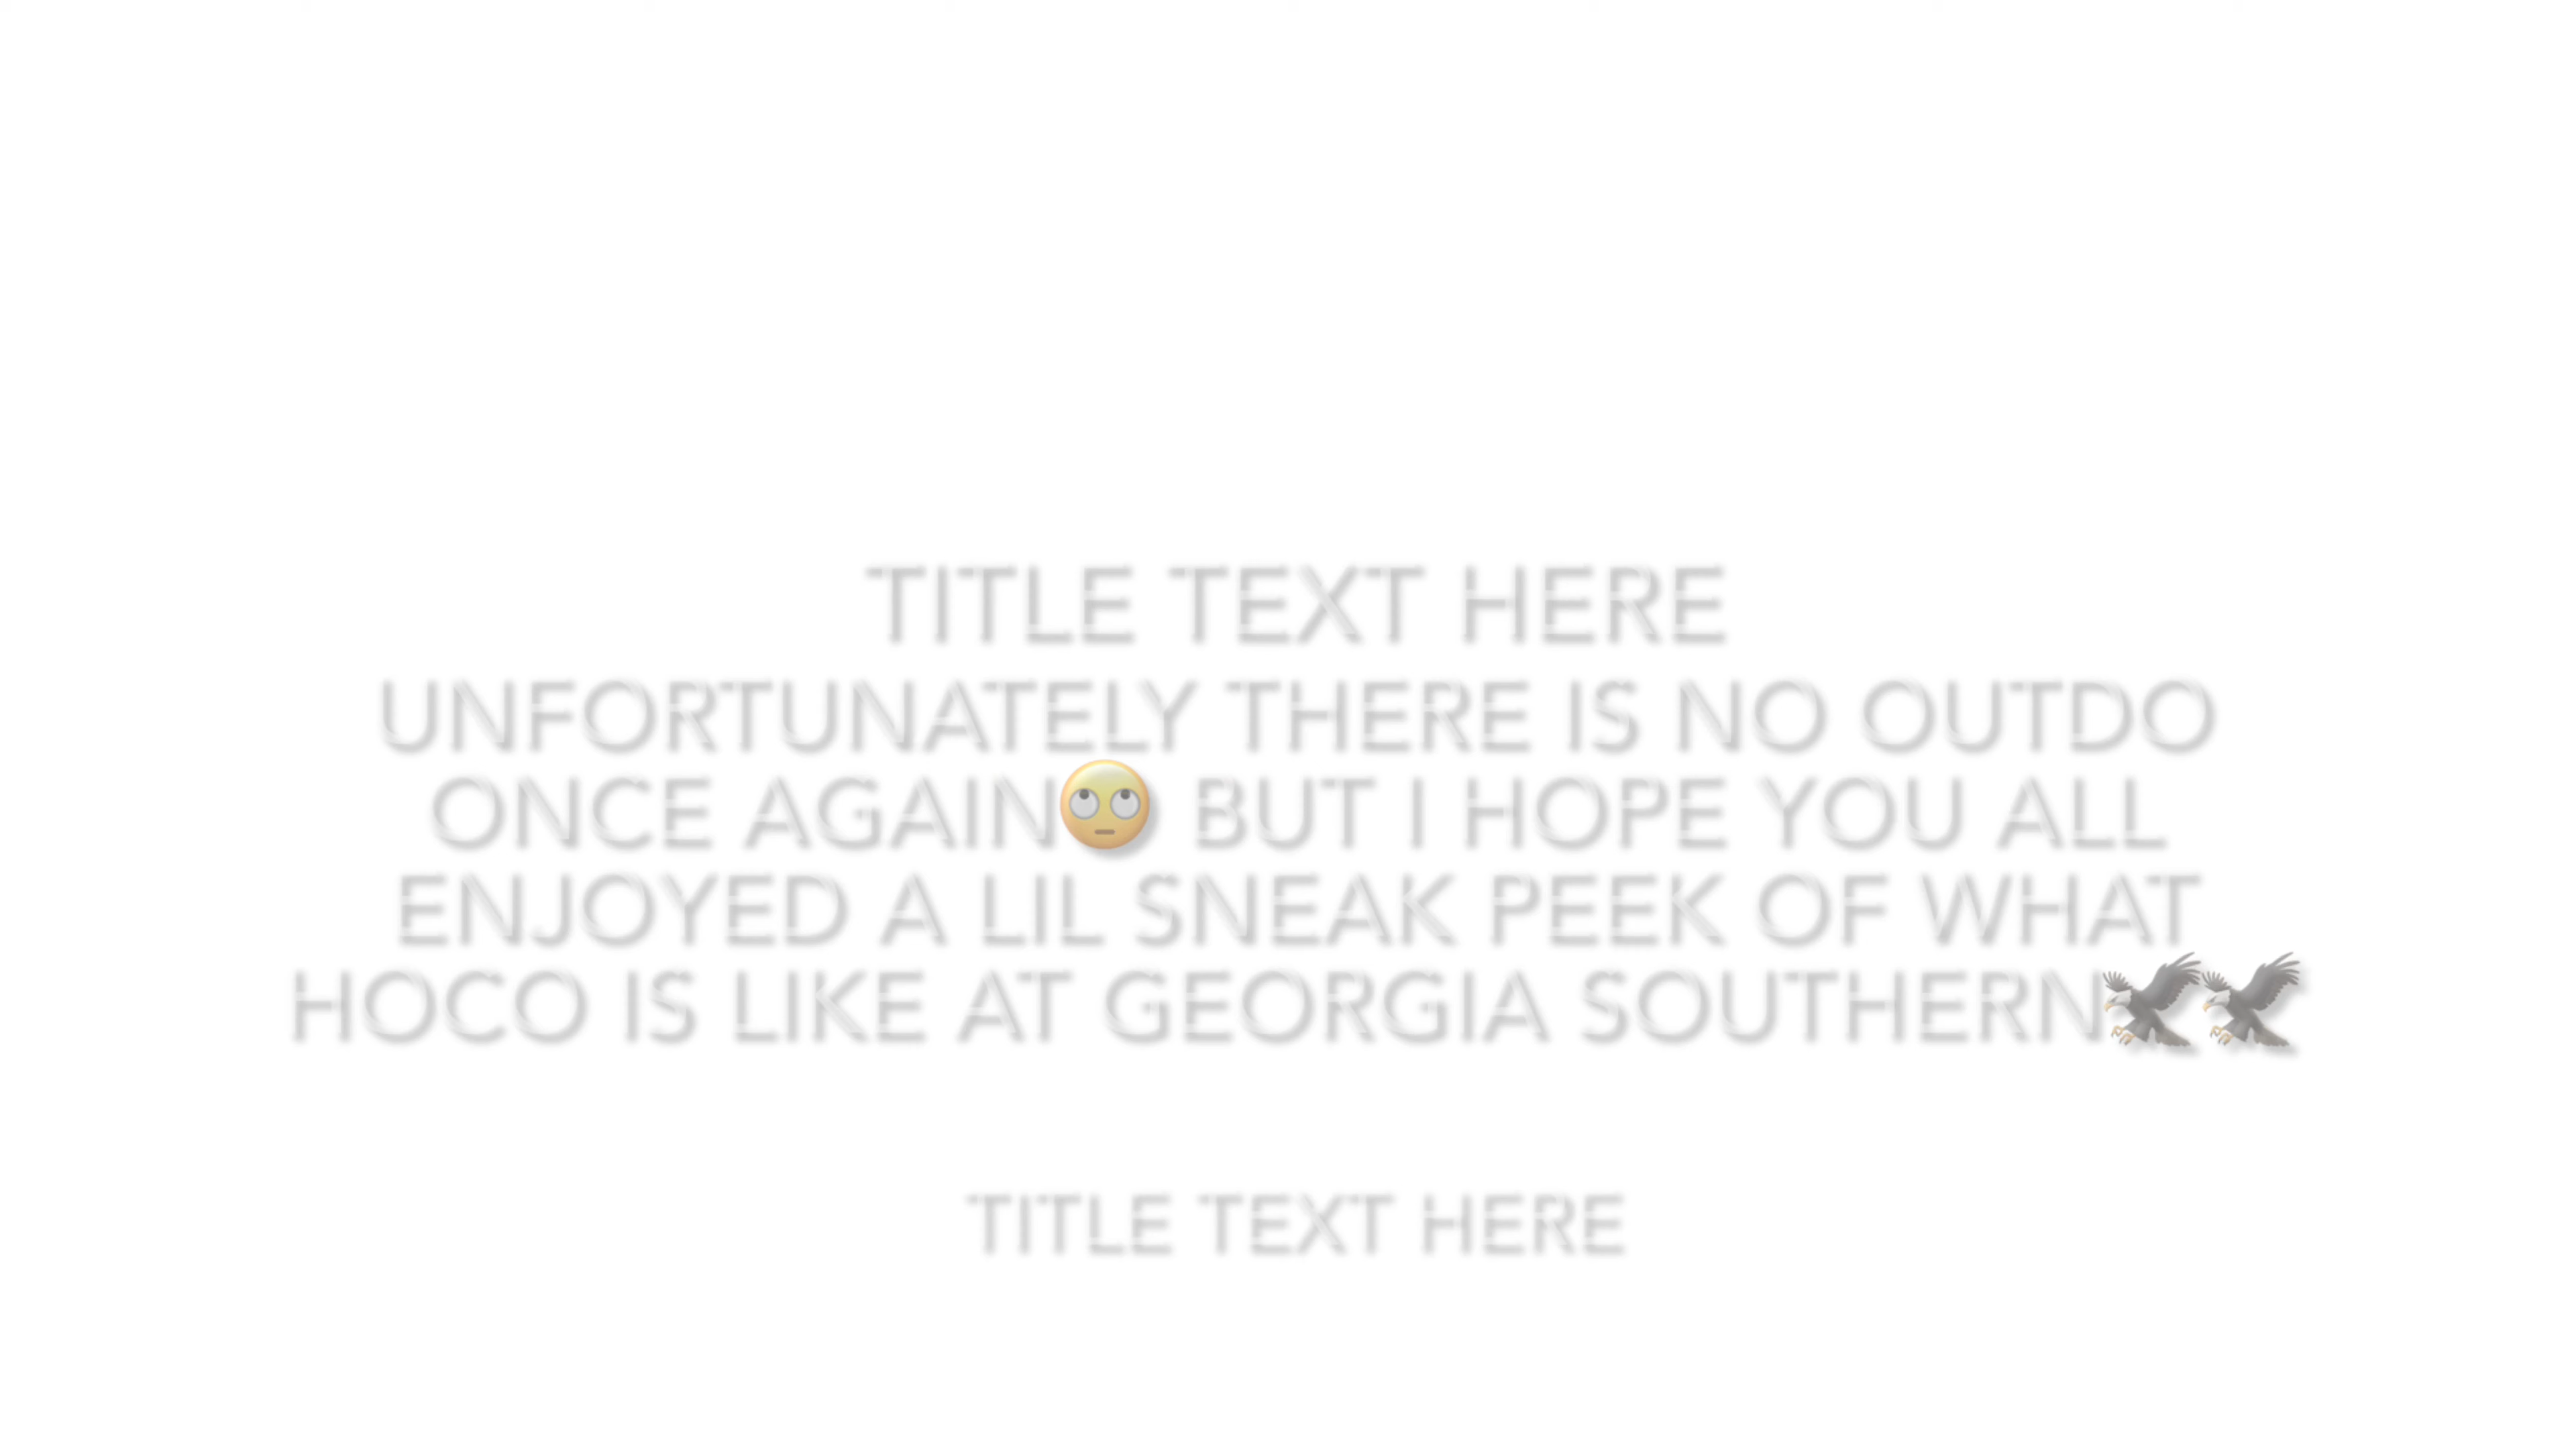 TITLE TEXT HERE
UNFORTUNATELY THERE IS NO OUTDO
ONCE AGAIN🙄 BUT I HOPE YOU ALL
ENJOYED A LIL SNEAK PEEK OF WHAT
HOCO IS LIKE AT GEORGIA SOUTHERN🦅🦅
TITLE TEXT HERE